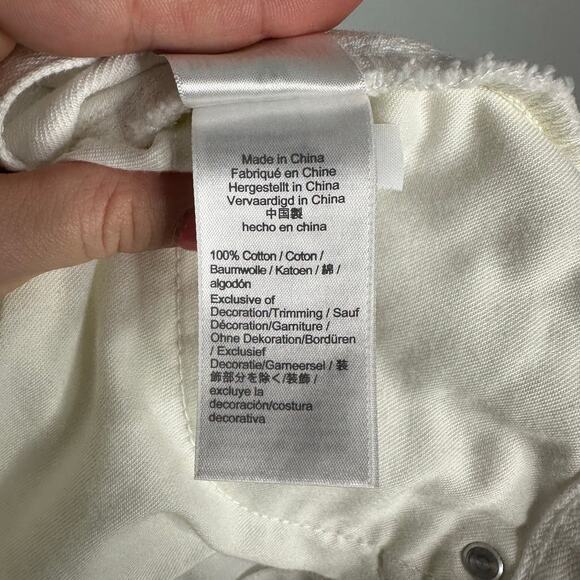 Made in China
Fabriqué en Chine
Hergestellt in China
Vervaardigd in China
中国製
hecho en china
100% Cotton / Coton /
Baumwolle / Katoen / 綿 /
algodón
Exclusive of
Decoration/Trimming / Sauf
Décoration/Garniture /
Ohne Dekoration/Bordüren
/ Exclusief
Decoratie/Garneersel / 装
飾部分を除く/装飾 /
excluye la
decoración/costura
decorativa